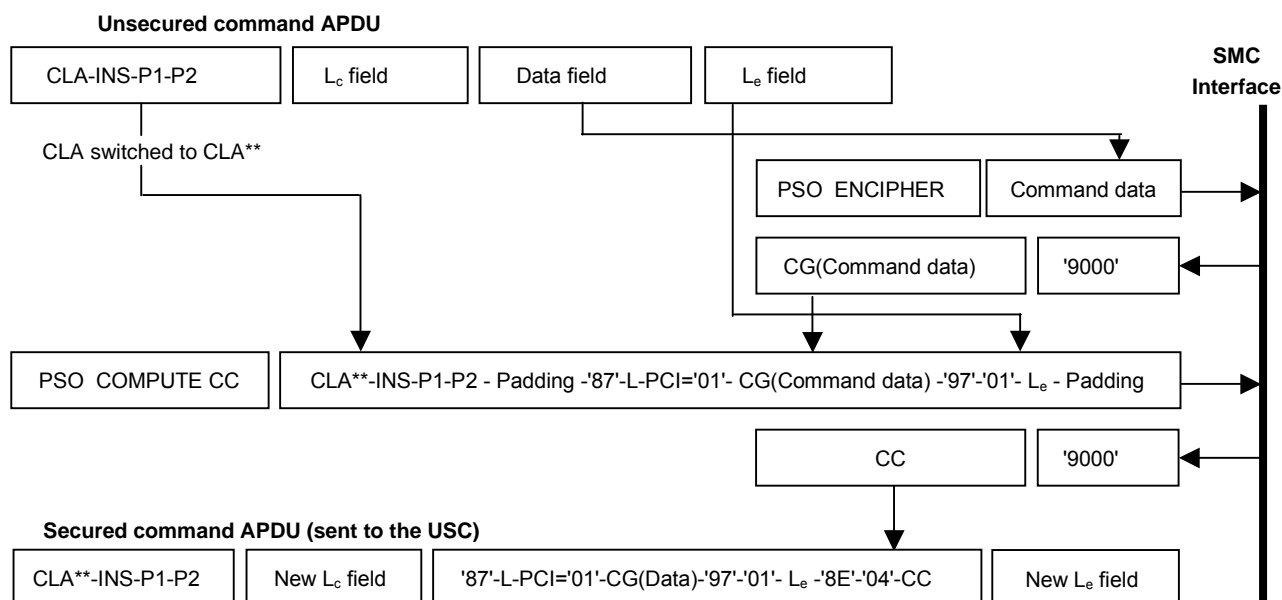 Unsecured command APDU
SMC
Interface
CLA-INS-P1-P2
Lc field
Data field
Le field
CLA switched to CLA**
PSO ENCIPHER
Command data
CG(Command data)
'9000'
PSO COMPUTE CC
CLA**-INS-P1-P2 - Padding -'87'-L-PCI='01'- CG(Command data) -'97'-'01'- Le - Padding
CC
'9000'
Secured command APDU (sent to the USC)
CLA**-INS-P1-P2
New Lc field
'87'-L-PCI='01'-CG(Data)-'97'-'01'- Le -'8E'-'04'-CC
New Le field